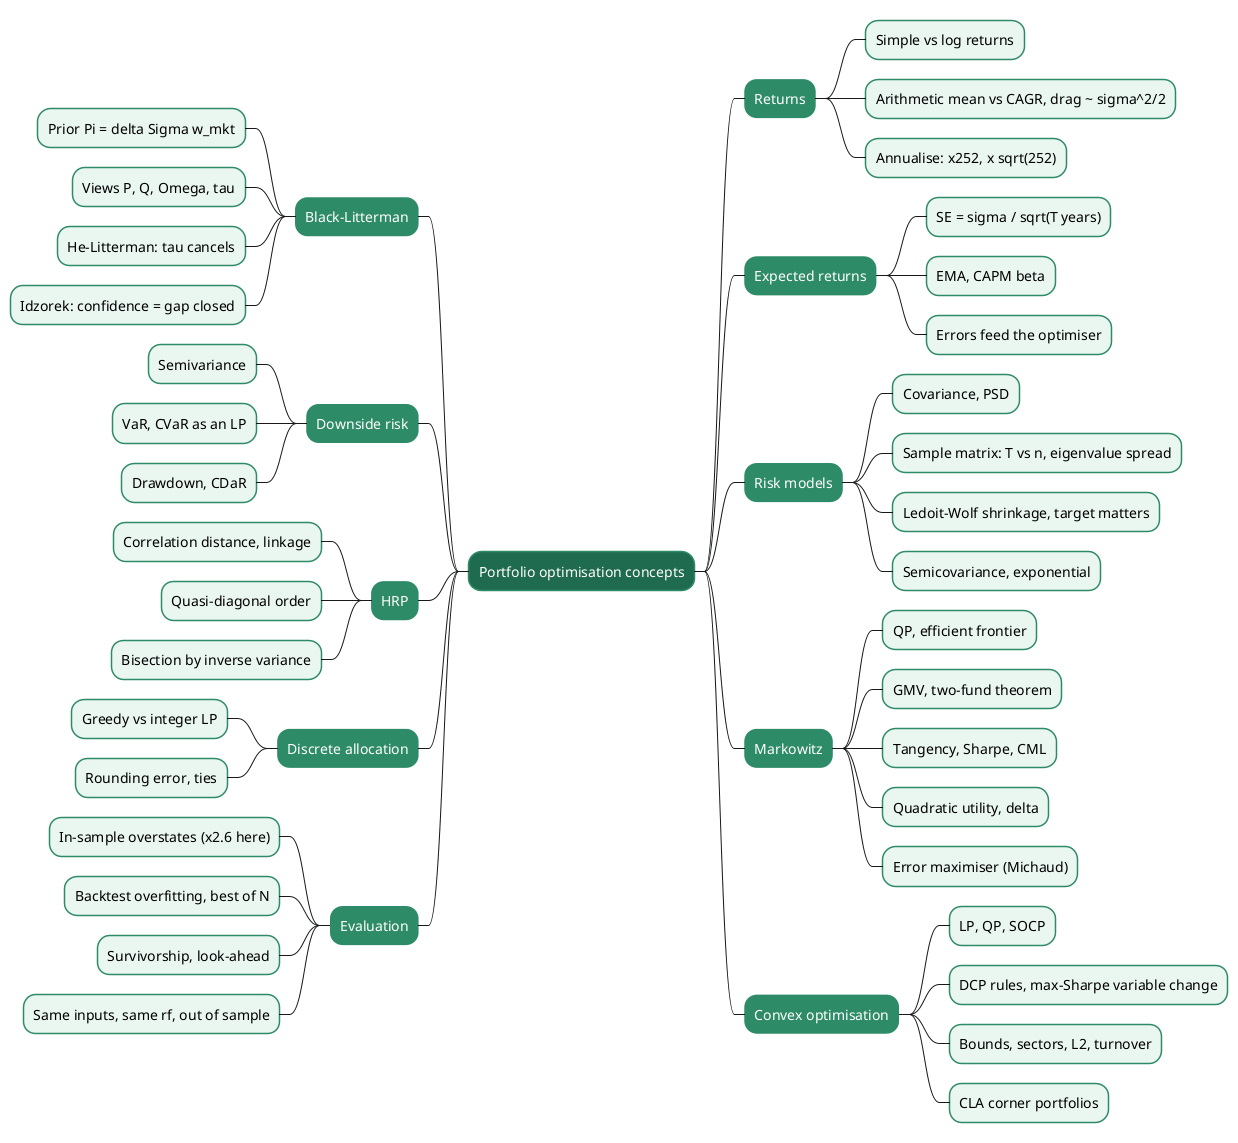 Portfolio optimisation concepts
Returns
Simple vs log returns
Arithmetic mean vs CAGR, drag ~ sigma^2/2
Annualise: x252, x sqrt(252)
Expected returns
SE = sigma / sqrt(T years)
EMA, CAPM beta
Errors feed the optimiser
Risk models
Covariance, PSD
Sample matrix: T vs n, eigenvalue spread
Ledoit-Wolf shrinkage, target matters
Semicovariance, exponential
Markowitz
QP, efficient frontier
GMV, two-fund theorem
Tangency, Sharpe, CML
Quadratic utility, delta
Error maximiser (Michaud)
Convex optimisation
LP, QP, SOCP
DCP rules, max-Sharpe variable change
Bounds, sectors, L2, turnover
CLA corner portfolios
Black-Litterman
Prior Pi = delta Sigma w_mkt
Views P, Q, Omega, tau
He-Litterman: tau cancels
Idzorek: confidence = gap closed
Downside risk
Semivariance
VaR, CVaR as an LP
Drawdown, CDaR
HRP
Correlation distance, linkage
Quasi-diagonal order
Bisection by inverse variance
Discrete allocation
Greedy vs integer LP
Rounding error, ties
Evaluation
In-sample overstates (x2.6 here)
Backtest overfitting, best of N
Survivorship, look-ahead
Same inputs, same rf, out of sample